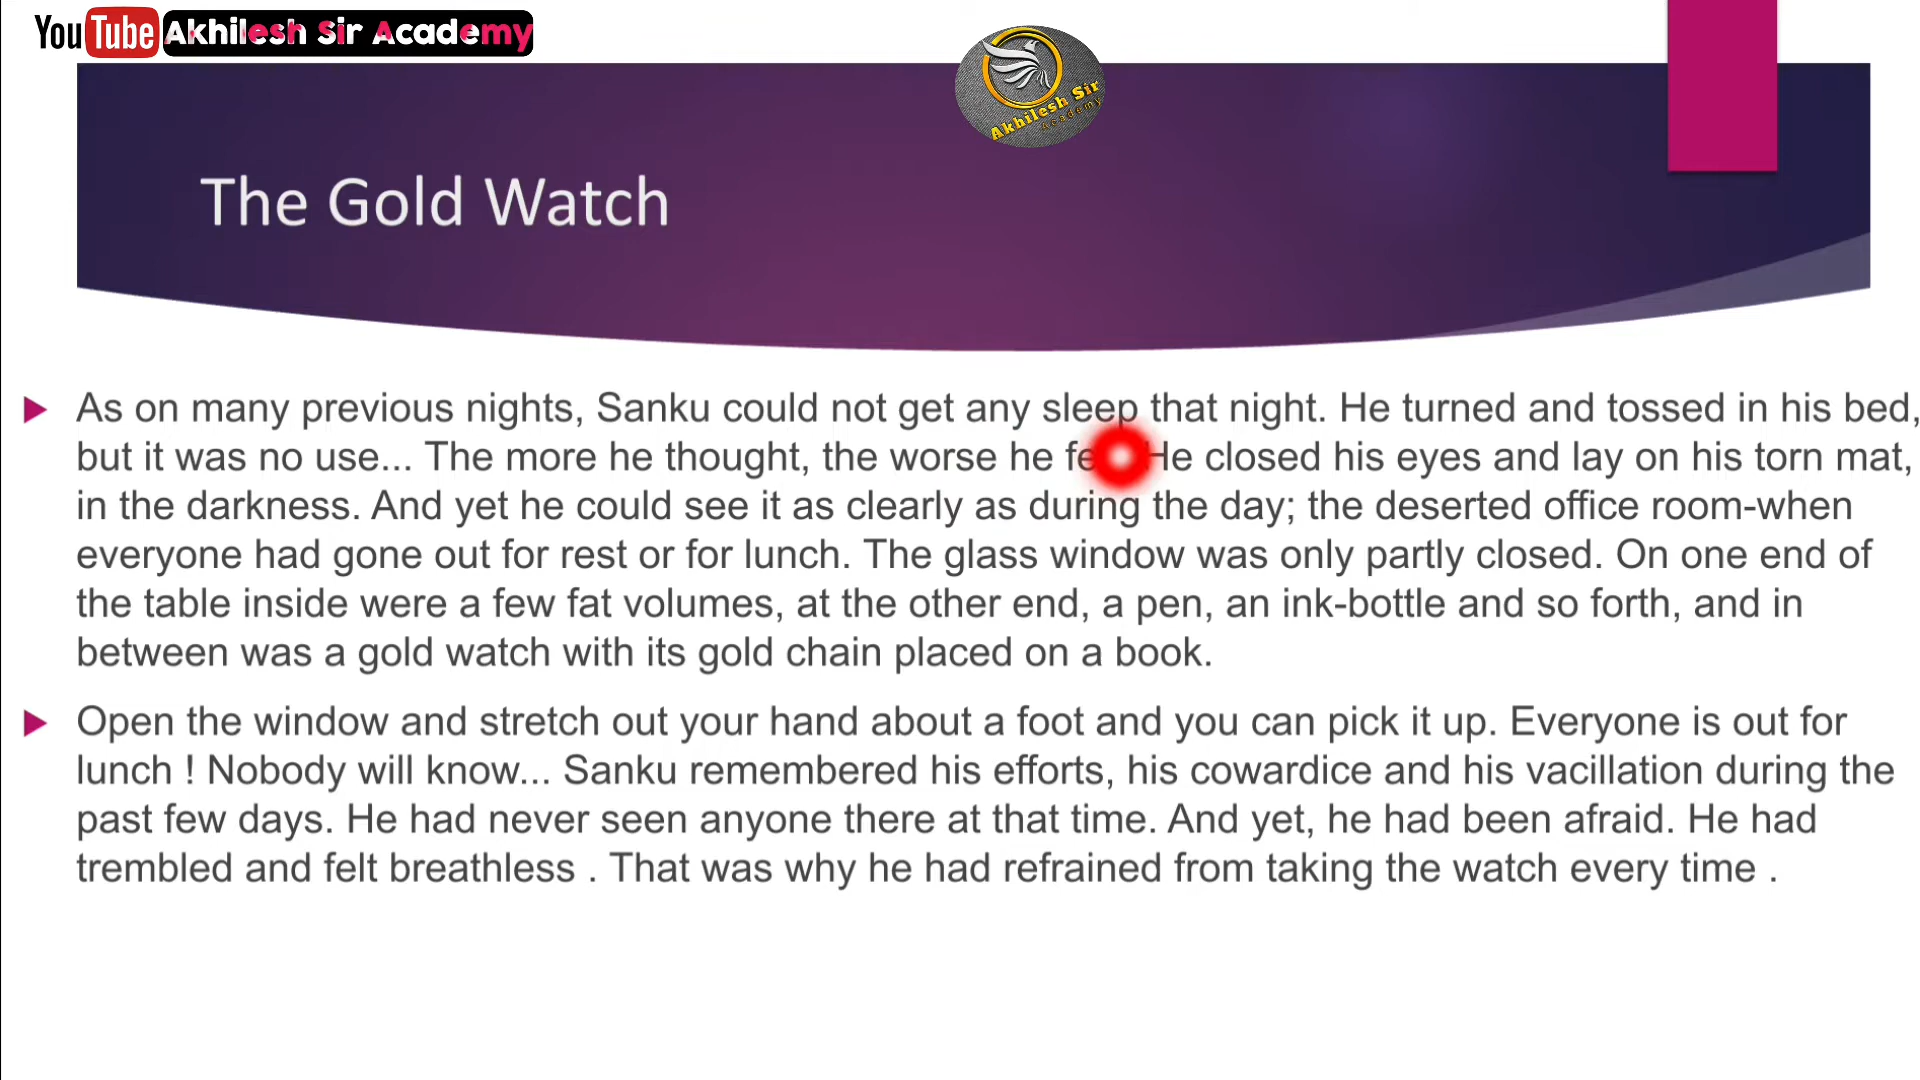 YouTube Akhilesh Sir Academy
Akhilesh Sir
Academy
The Gold Watch
As on many previous nights, Sanku could not get any sleep that night. He turned and tossed in his bed,
but it was no use... The more he thought, the worse he He closed his eyes and lay on his torn mat,
in the darkness. And yet he could see it as clearly as during the day; the deserted office room-when
everyone had gone out for rest or for lunch. The glass window was only partly closed. On one end of
the table inside were a few fat volumes, at the other end, a pen, an ink-bottle and so forth, and in
between was a gold watch with its gold chain placed on a book.
Open the window and stretch out your hand about a foot and you can pick it up. Everyone is out for
lunch ! Nobody will know... Sanku remembered his efforts, his cowardice and his vacillation during the
past few days. He had never seen anyone there at that time. And yet, he had been afraid. He had
trembled and felt breathless . That was why he had refrained from taking the watch every time .